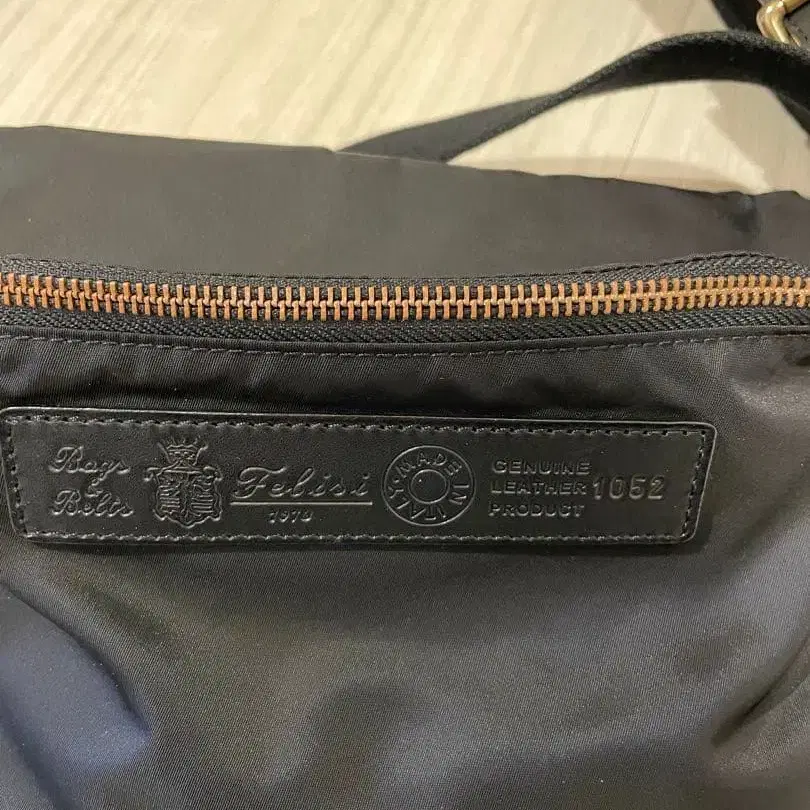 Bags
&
Belts
Felisi
1973
MADE IN ITALY
GENUINE
LEATHER
PRODUCT
1052